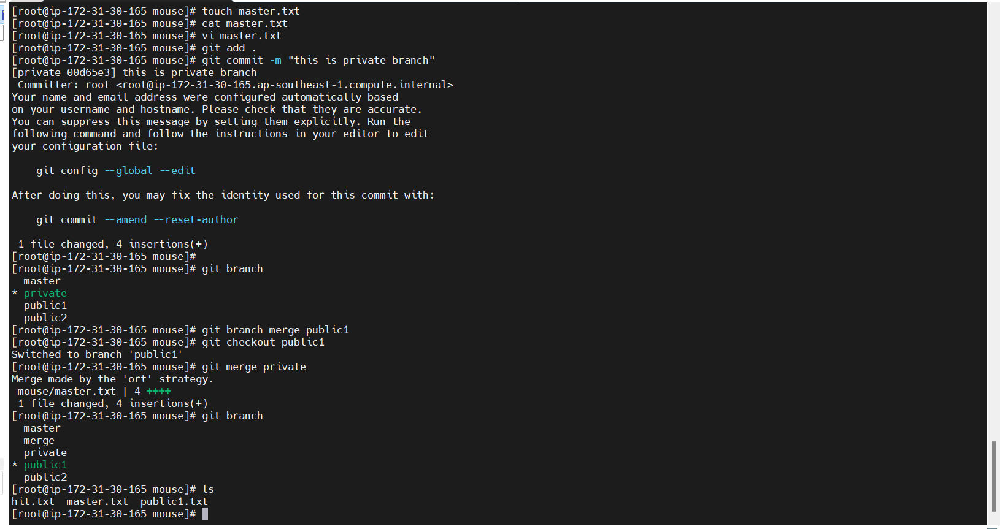 [root@ip-172-31-30-165 mouse]# touch master.txt
[root@ip-172-31-30-165 mouse]# cat master.txt
[root@ip-172-31-30-165 mouse]# vi master.txt
[root@ip-172-31-30-165 mouse]# git add .
[root@ip-172-31-30-165 mouse]# git commit -m "this is private branch"
[private 00d65e3] this is private branch
 Committer: root <root@ip-172-31-30-165.ap-southeast-1.compute.internal>
Your name and email address were configured automatically based
on your username and hostname. Please check that they are accurate.
You can suppress this message by setting them explicitly. Run the
following command and follow the instructions in your editor to edit
your configuration file:

    git config --global --edit

After doing this, you may fix the identity used for this commit with:

    git commit --amend --reset-author

 1 file changed, 4 insertions(+)
[root@ip-172-31-30-165 mouse]#
[root@ip-172-31-30-165 mouse]# git branch
  master
* private
  public1
  public2
[root@ip-172-31-30-165 mouse]# git branch merge public1
[root@ip-172-31-30-165 mouse]# git checkout public1
Switched to branch 'public1'
[root@ip-172-31-30-165 mouse]# git merge private
Merge made by the 'ort' strategy.
 mouse/master.txt | 4 ++++
 1 file changed, 4 insertions(+)
[root@ip-172-31-30-165 mouse]# git branch
  master
  merge
  private
* public1
  public2
[root@ip-172-31-30-165 mouse]# ls
hit.txt  master.txt  public1.txt
[root@ip-172-31-30-165 mouse]#